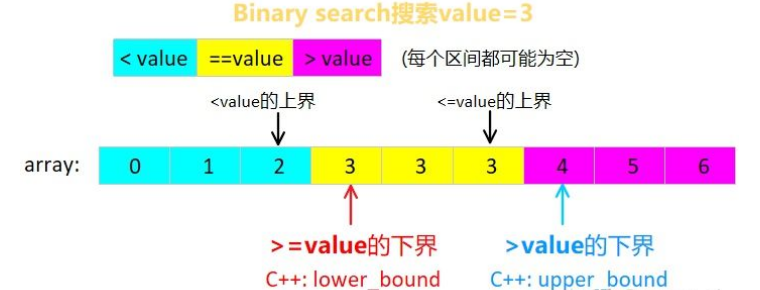 Binary search搜索value=3
< value ==value > value (每个区间都可能为空)
<value的上界 <=value的上界
array: 0 1 2 3 3 3 4 5 6
>=value的下界 >value的下界
C++: lower_bound C++: upper_bound